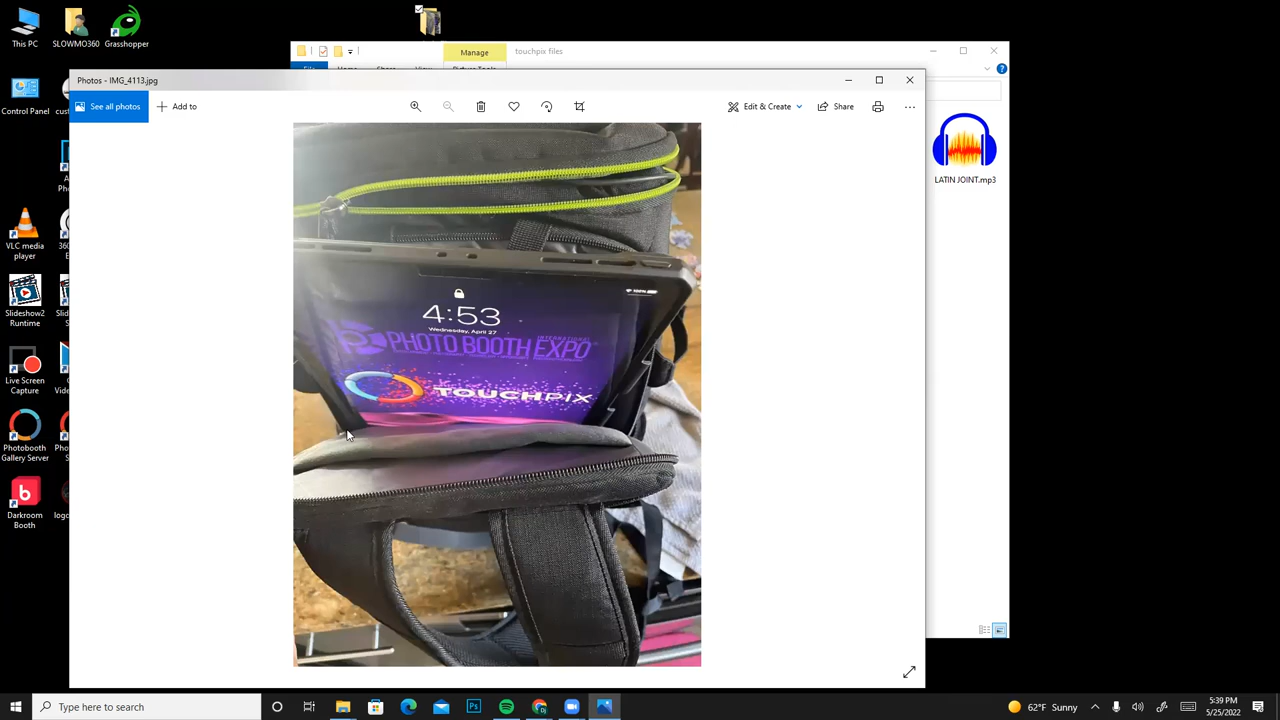 This PC
SLOWMO360
Grasshopper
Manage
touchpix files
Photos - IMG_4113.jpg
See all photos
Add to
Edit & Create
Share
Control Panel
LATIN JOINT.mp3
VLC media
player
4:53
Wednesday, April 27
PHOTO BOOTH EXPO
INTERNATIONAL
TOUCHPIX
Slideshow2
Runtime
Live Screen
Capture
Photobooth
Gallery Server
Darkroom
Booth
Type here to search
Ps
62°F Sunny
5:39 PM
5/25/2022